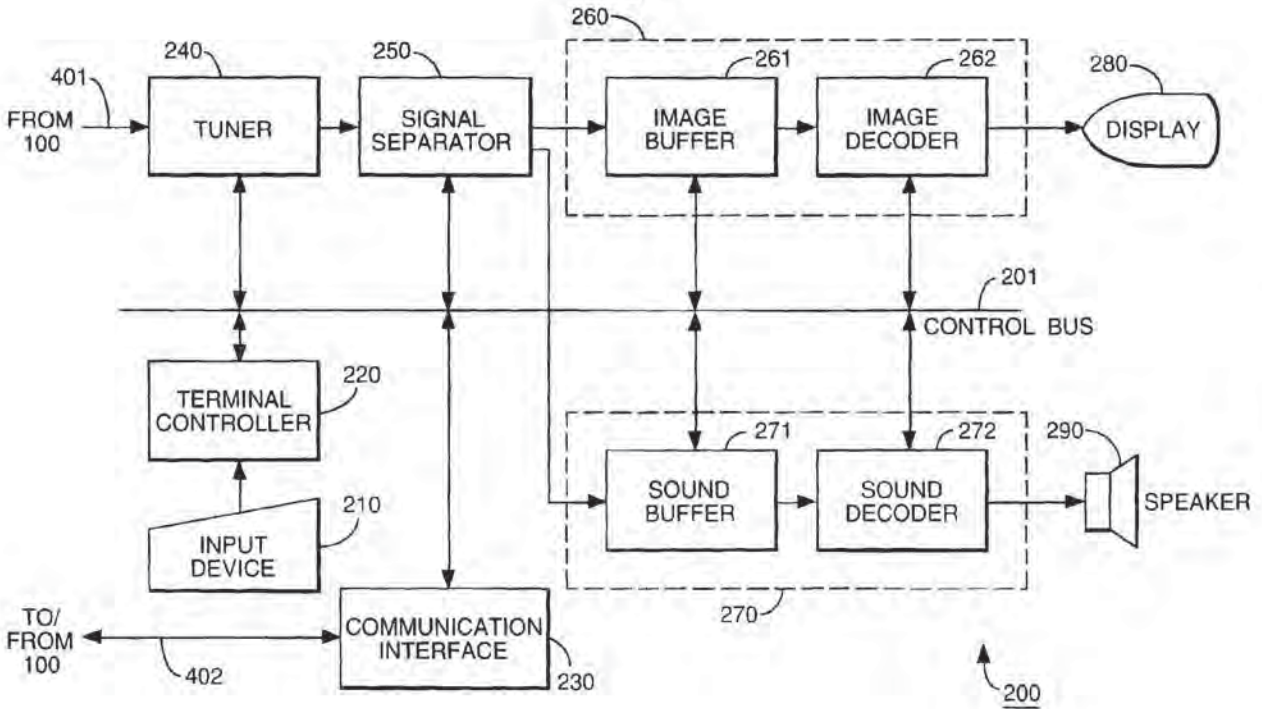 260
240
250
261
262
280
401
FROM
100
TUNER
SIGNAL
SEPARATOR
IMAGE
BUFFER
IMAGE
DECODER
DISPLAY
201
CONTROL BUS
220
TERMINAL
CONTROLLER
271
272
290
210
SOUND
BUFFER
SOUND
DECODER
SPEAKER
INPUT
DEVICE
270
TO/
FROM
100
402
COMMUNICATION
INTERFACE
230
200